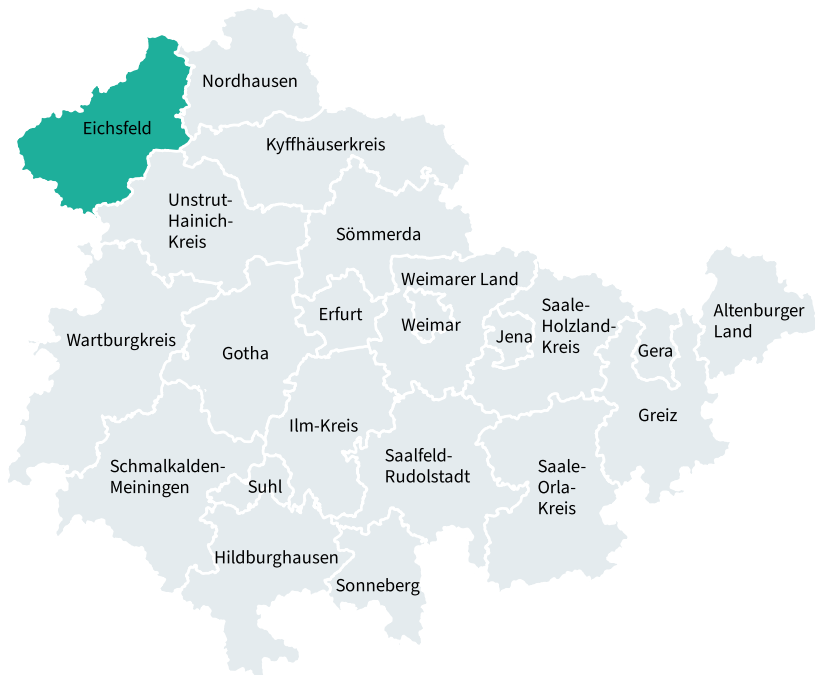 Nordhausen
Eichsfeld
Kyffhäuserkreis
Unstrut-
Hainich-
Kreis
Sömmerda
Weimarer Land
Saale-
Holzland-
Kreis
Altenburger
Land
Erfurt
Weimar
Jena
Wartburgkreis
Gotha
Gera
Greiz
Ilm-Kreis
Schmalkalden-
Meiningen
Suhl
Saalfeld-
Rudolstadt
Saale-
Orla-
Kreis
Hildburghausen
Sonneberg